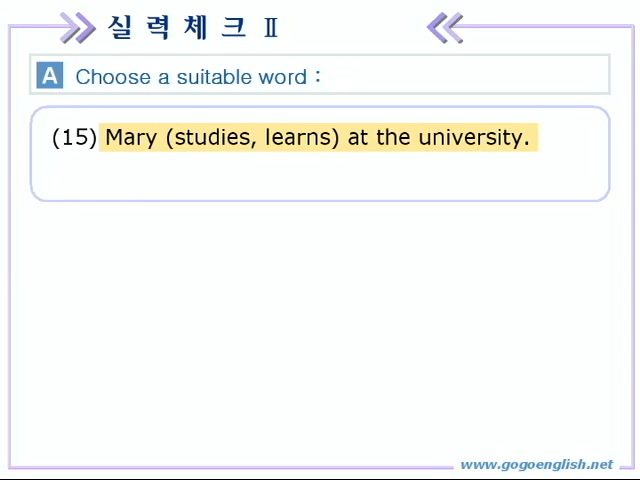 실 력 체 크 Ⅱ
A Choose a suitable word :
(15) Mary (studies, learns) at the university.
www.gogoenglish.net